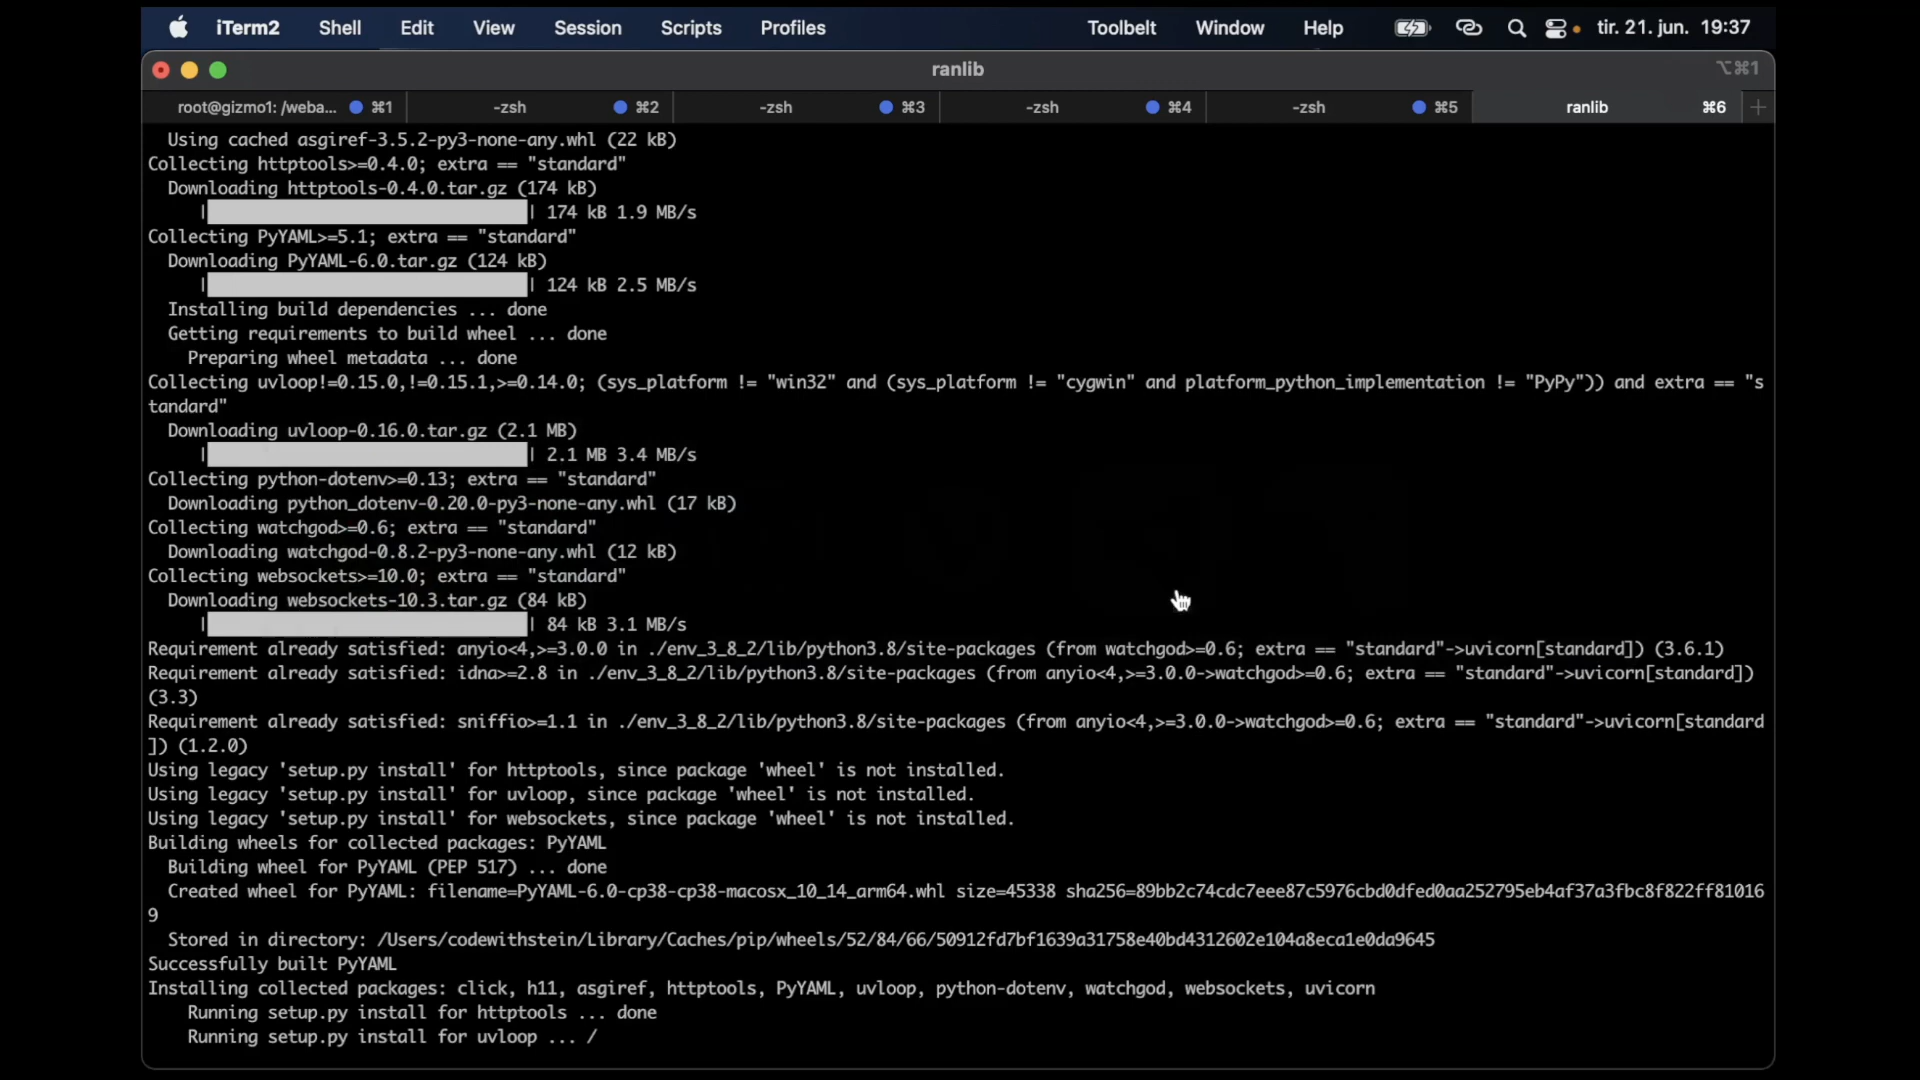 iTerm2 Shell Edit View Session Scripts Profiles Toolbelt Window Help tir. 21. jun. 19:37
ranlib ⌥⌘1
root@gizmo1: /weba... ⌘1 -zsh ⌘2 -zsh ⌘3 -zsh ⌘4 -zsh ⌘5 ranlib ⌘6 +
Using cached asgiref-3.5.2-py3-none-any.whl (22 kB)
Collecting httptools>=0.4.0; extra == "standard"
Downloading httptools-0.4.0.tar.gz (174 kB)
| | 174 kB 1.9 MB/s
Collecting PyYAML>=5.1; extra == "standard"
Downloading PyYAML-6.0.tar.gz (124 kB)
| | 124 kB 2.5 MB/s
Installing build dependencies ... done
Getting requirements to build wheel ... done
Preparing wheel metadata ... done
Collecting uvloop!=0.15.0,!=0.15.1,>=0.14.0; (sys_platform != "win32" and (sys_platform != "cygwin" and platform_python_implementation != "PyPy")) and extra == "s
tandard"
Downloading uvloop-0.16.0.tar.gz (2.1 MB)
| | 2.1 MB 3.4 MB/s
Collecting python-dotenv>=0.13; extra == "standard"
Downloading python_dotenv-0.20.0-py3-none-any.whl (17 kB)
Collecting watchgod>=0.6; extra == "standard"
Downloading watchgod-0.8.2-py3-none-any.whl (12 kB)
Collecting websockets>=10.0; extra == "standard"
Downloading websockets-10.3.tar.gz (84 kB)
| | 84 kB 3.1 MB/s
Requirement already satisfied: anyio<4,>=3.0.0 in ./env_3_8_2/lib/python3.8/site-packages (from watchgod>=0.6; extra == "standard"->uvicorn[standard]) (3.6.1)
Requirement already satisfied: idna>=2.8 in ./env_3_8_2/lib/python3.8/site-packages (from anyio<4,>=3.0.0->watchgod>=0.6; extra == "standard"->uvicorn[standard])
(3.3)
Requirement already satisfied: sniffio>=1.1 in ./env_3_8_2/lib/python3.8/site-packages (from anyio<4,>=3.0.0->watchgod>=0.6; extra == "standard"->uvicorn[standard
]) (1.2.0)
Using legacy 'setup.py install' for httptools, since package 'wheel' is not installed.
Using legacy 'setup.py install' for uvloop, since package 'wheel' is not installed.
Using legacy 'setup.py install' for websockets, since package 'wheel' is not installed.
Building wheels for collected packages: PyYAML
Building wheel for PyYAML (PEP 517) ... done
Created wheel for PyYAML: filename=PyYAML-6.0-cp38-cp38-macosx_10_14_arm64.whl size=45338 sha256=89bb2c74cdc7eee87c5976cbd0dfed0aa252795eb4af37a3fbc8f822ff81016
9
Stored in directory: /Users/codewithstein/Library/Caches/pip/wheels/52/84/66/50912fd7bf1639a31758e40bd4312602e104a8eca1e0da9645
Successfully built PyYAML
Installing collected packages: click, h11, asgiref, httptools, PyYAML, uvloop, python-dotenv, watchgod, websockets, uvicorn
Running setup.py install for httptools ... done
Running setup.py install for uvloop ... /